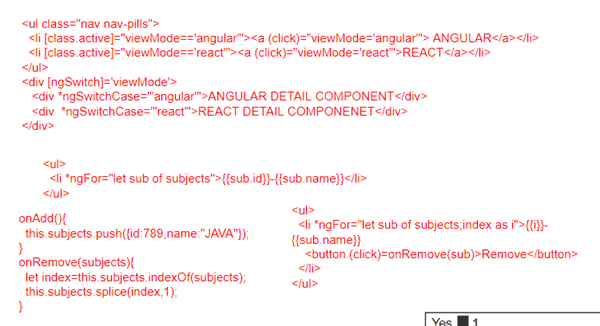 <ul class="nav nav-pills">
<li [class.active]="viewMode=='angular'"><a (click)="viewMode='angular'"> ANGULAR</a></li>
<li [class.active]="viewMode=='react'"><a (click)="viewMode='react'">REACT</a></li>
</ul>
<div [ngSwitch]='viewMode'>
<div *ngSwitchCase="'angular'">ANGULAR DETAIL COMPONENT</div>
<div *ngSwitchCase="'react'">REACT DETAIL COMPONENET</div>
</div>
<ul>
<li *ngFor="let sub of subjects">{{sub.id}}-{{sub.name}}</li>
</ul>
onAdd(){
this.subjects.push({id:789,name:"JAVA"});
}
onRemove(subjects){
let index=this.subjects.indexOf(subjects);
this.subjects.splice(index,1);
}
<ul>
<li *ngFor="let sub of subjects;index as i">{{i}}-
{{sub.name}}
<button (click)=onRemove(sub)>Remove</button>
</li>
</ul>
Yes 1